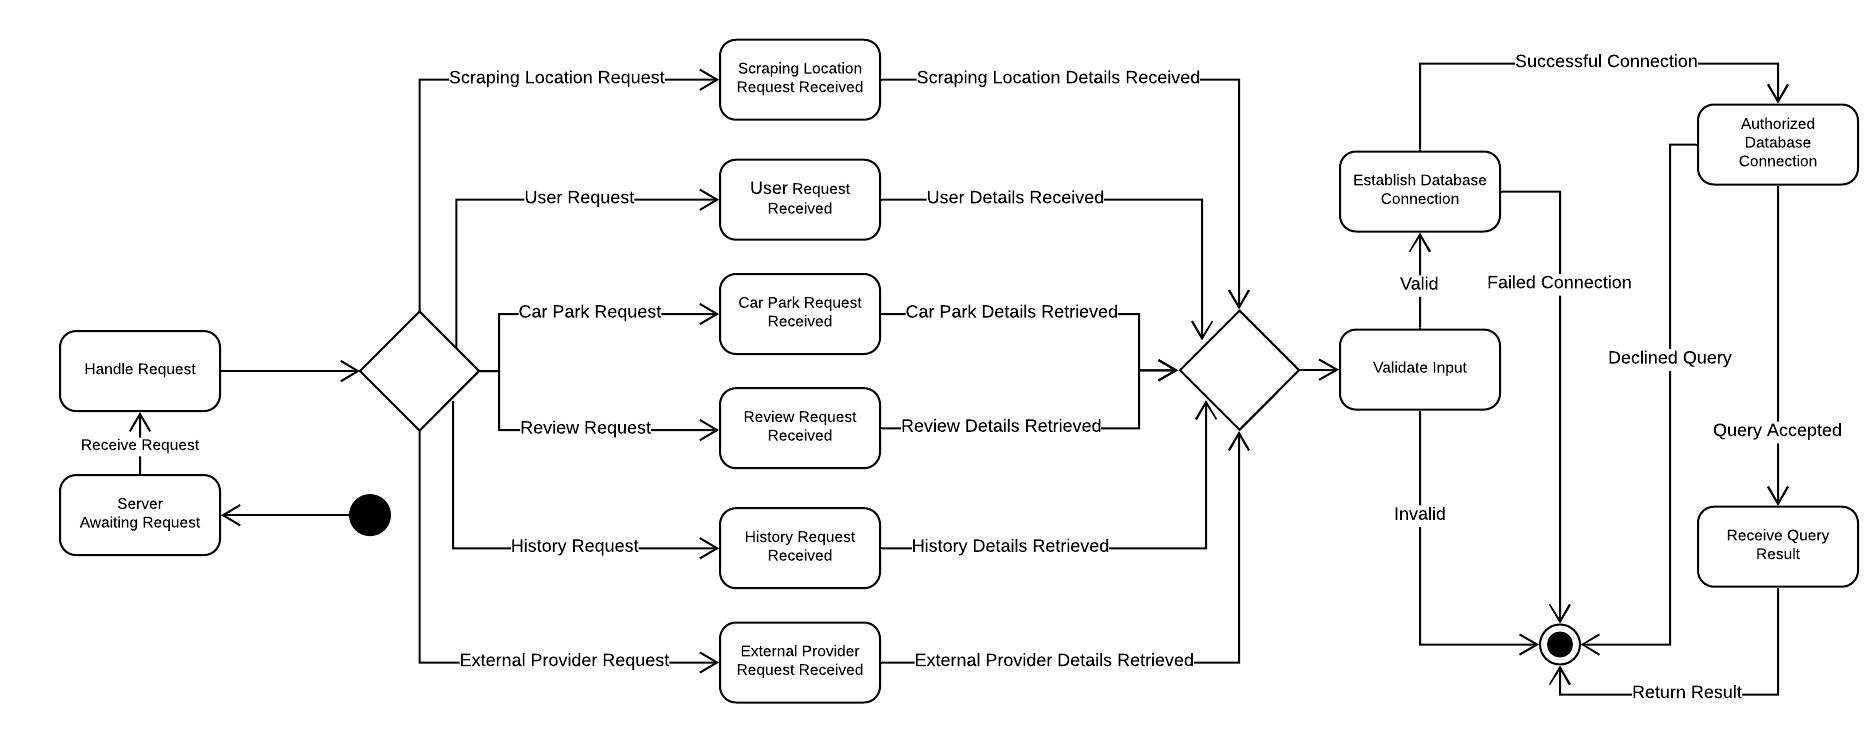 Scraping Location Request
Scraping Location
Request Received
Scraping Location Details Received
User Request
User Request
Received
User Details Received
Car Park Request
Car Park Request
Received
Car Park Details Retrieved
Handle Request
Receive Request
Server
Awaiting Request
Review Request
Review Request
Received
Review Details Retrieved
History Request
History Request
Received
History Details Retrieved
External Provider Request
External Provider
Request Received
External Provider Details Retrieved
Successful Connection
Authorized
Database
Connection
Establish Database
Connection
Valid
Failed Connection
Validate Input
Declined Query
Query Accepted
Invalid
Receive Query
Result
Return Result